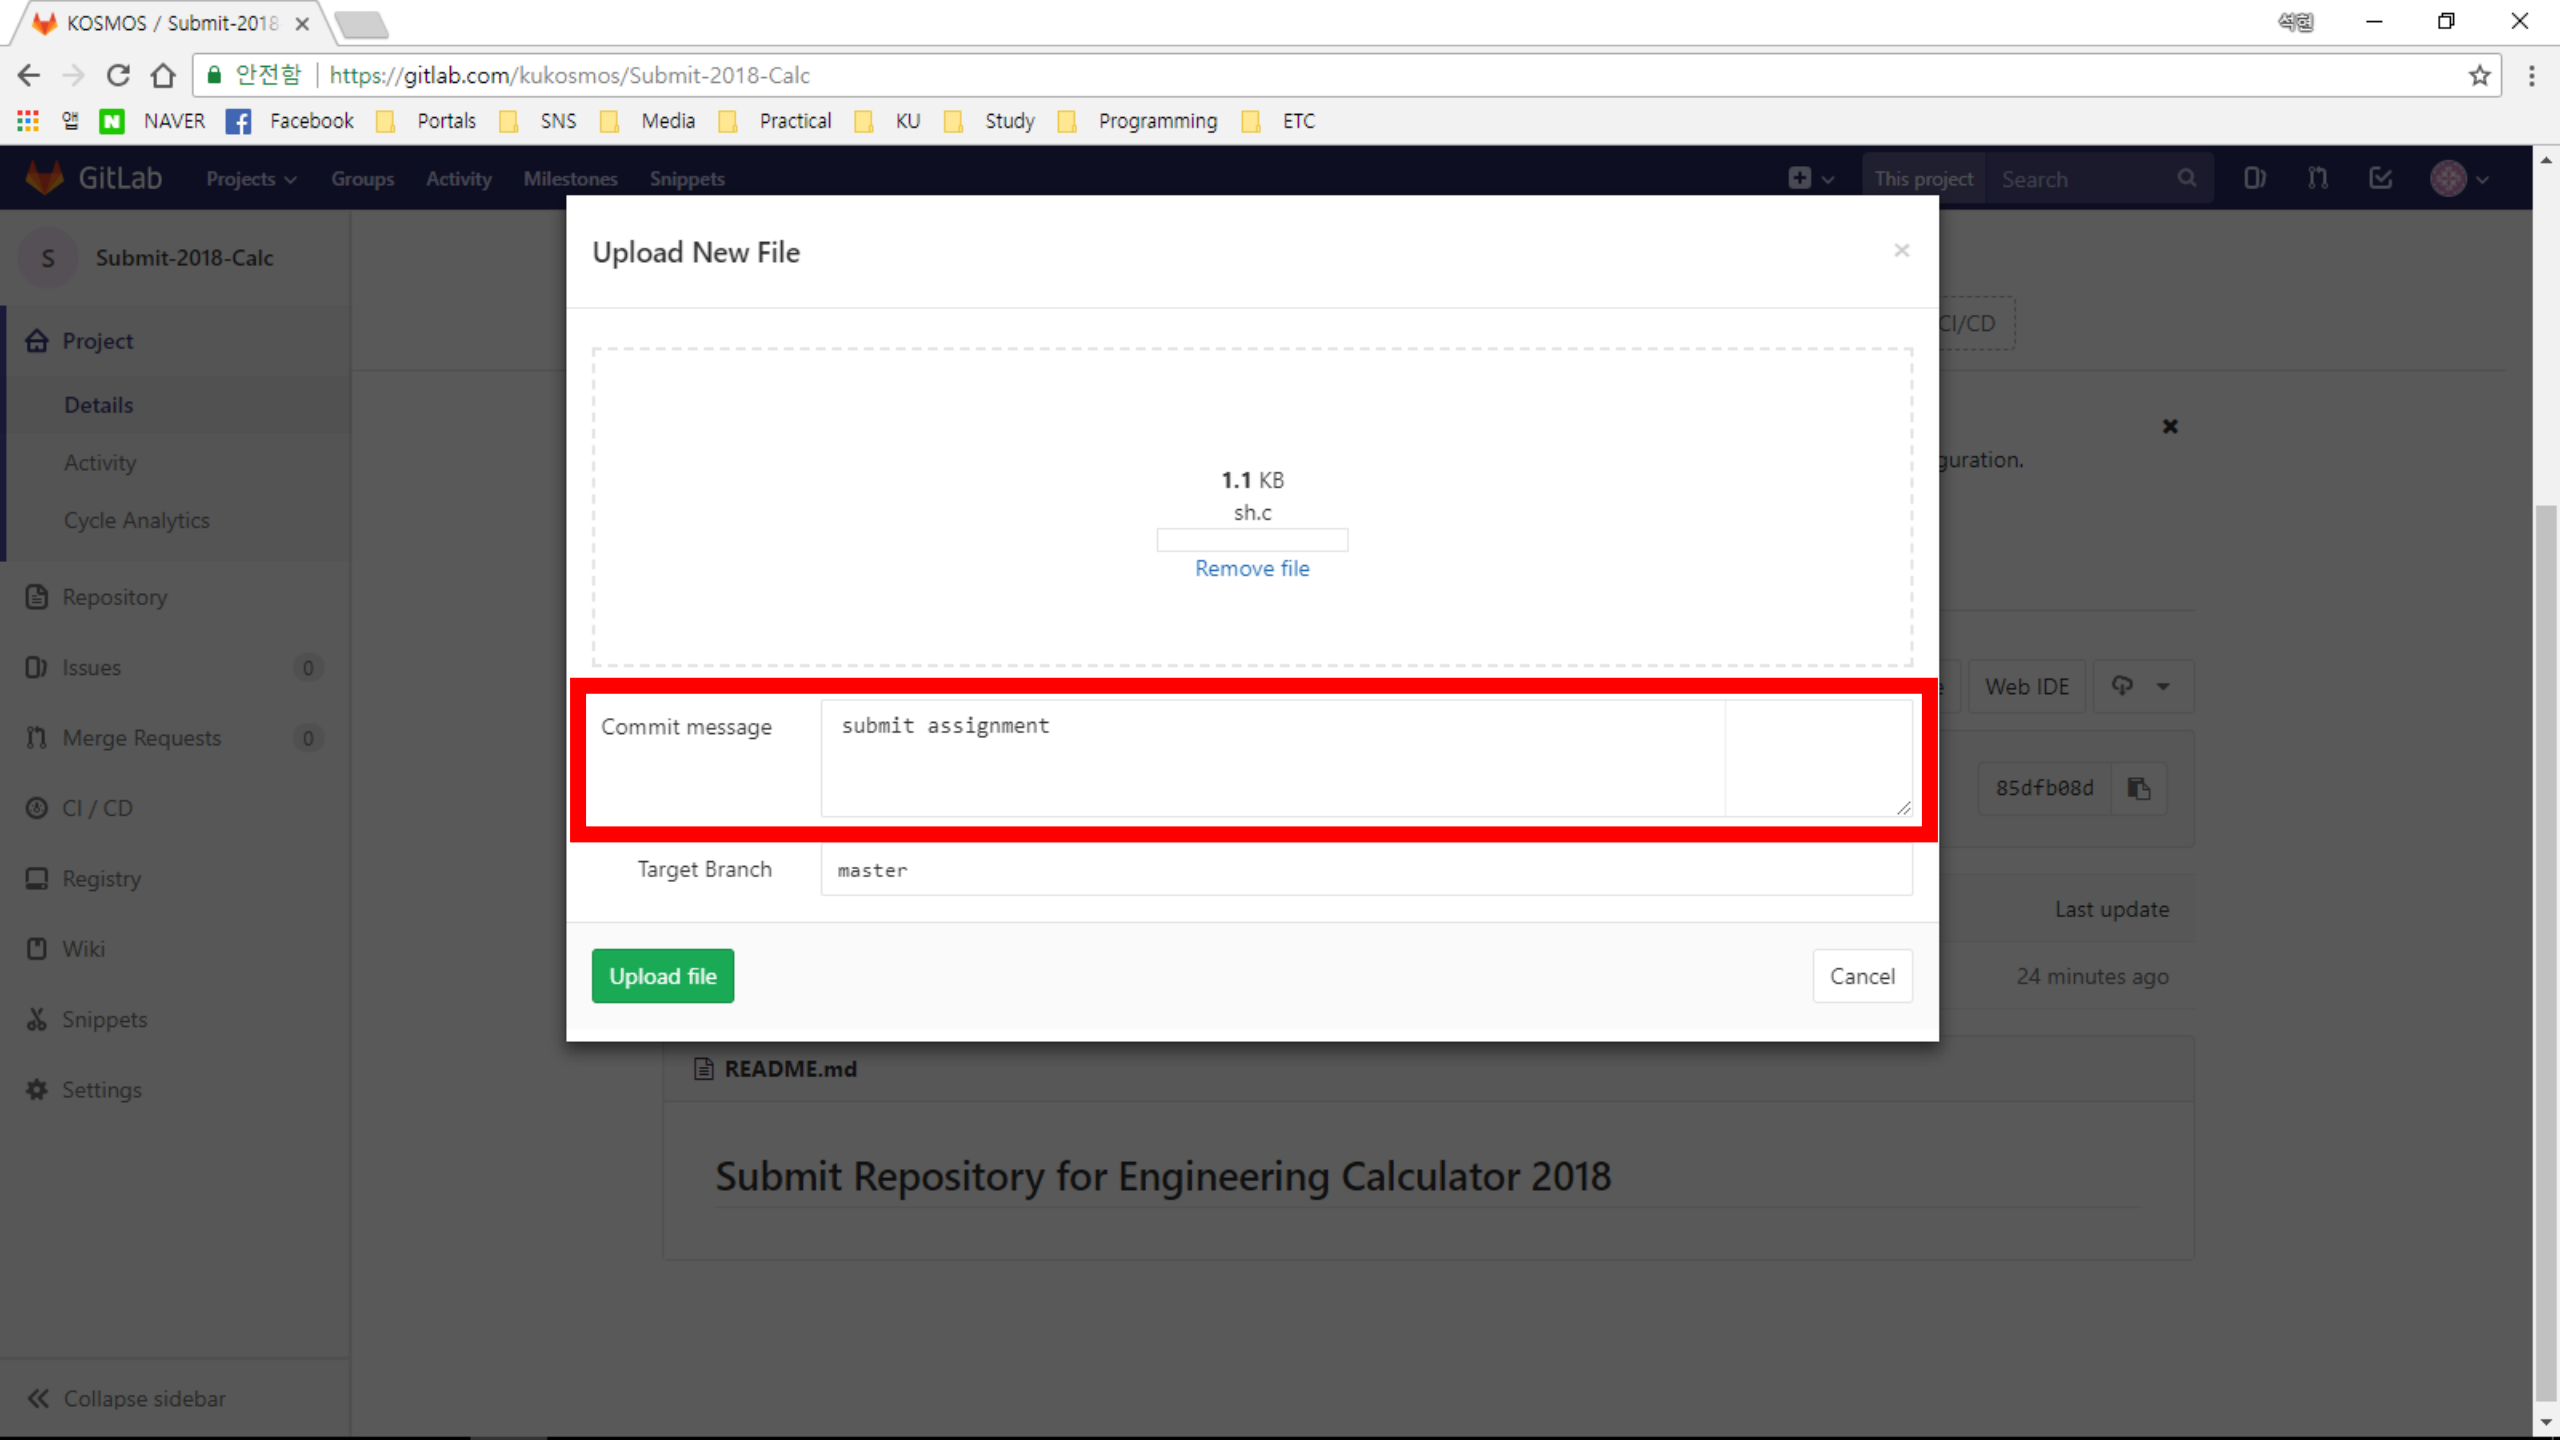 KOSMOS / Submit-2018-
석현
안전함
https://gitlab.com/kukosmos/Submit-2018-Calc
앱
N
NAVER
f
Facebook
Portals
SNS
Media
Practical
KU
Study
Programming
ETC
GitLab
Projects
Groups
Activity
Milestones
Snippets
This project
Search
S
Submit-2018-Calc
Upload New File
×
Project
CI/CD
Details
Activity
guration.
1.1 KB
sh.c
Cycle Analytics
Remove file
Repository
Issues
0
Web IDE
Commit message
submit assignment
Merge Requests
0
85dfb08d
CI / CD
Target Branch
master
Registry
Last update
Wiki
Upload file
Cancel
24 minutes ago
Snippets
README.md
Settings
Submit Repository for Engineering Calculator 2018
Collapse sidebar